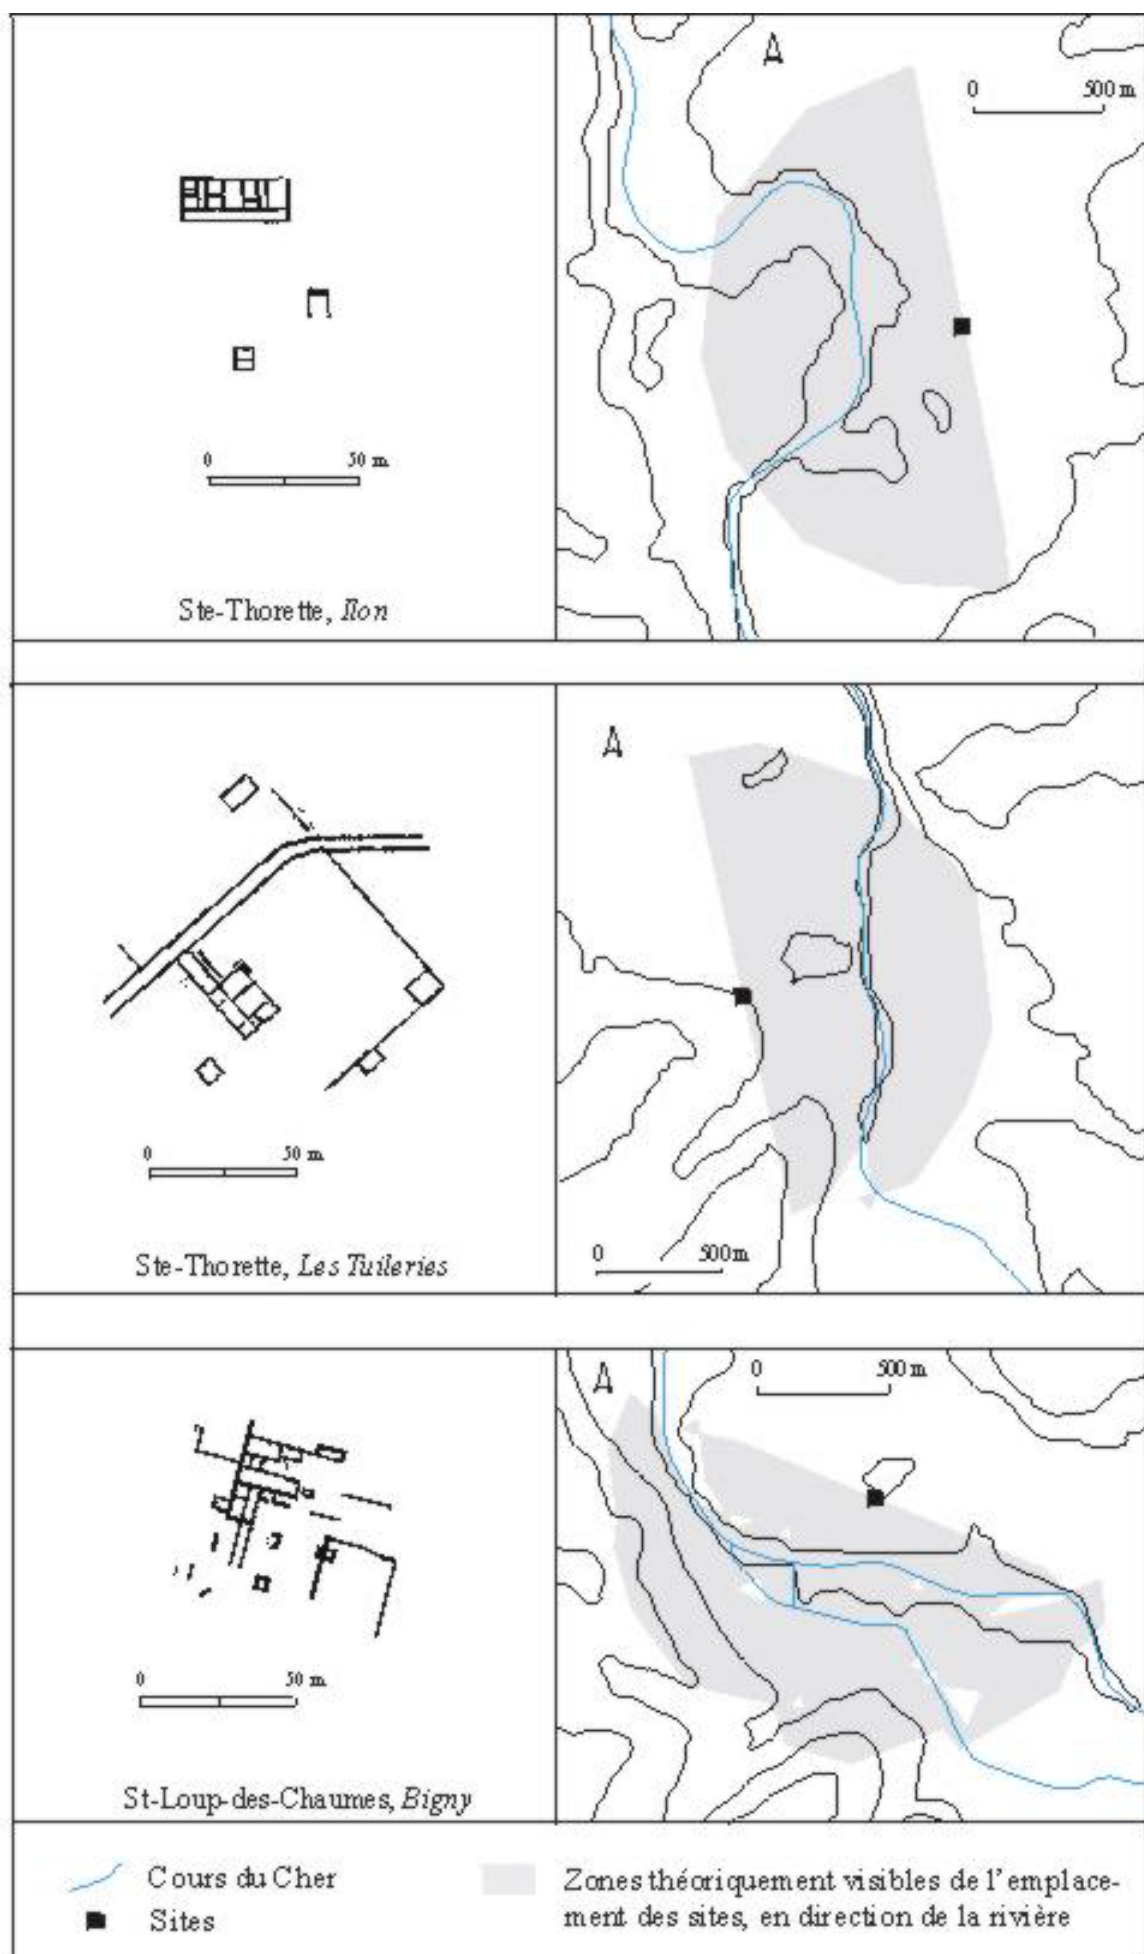 0 500 m
0 50 m
Ste-Thorette, Ilon
0 50 m
Ste-Thorette, Les Tuileries
0 500 m
0 500 m
0 50 m
St-Loup-des-Chaumes, Bigny
Cours du Cher
Sites
Zones théoriquement visibles de l'emplace-
ment des sites, en direction de la rivière